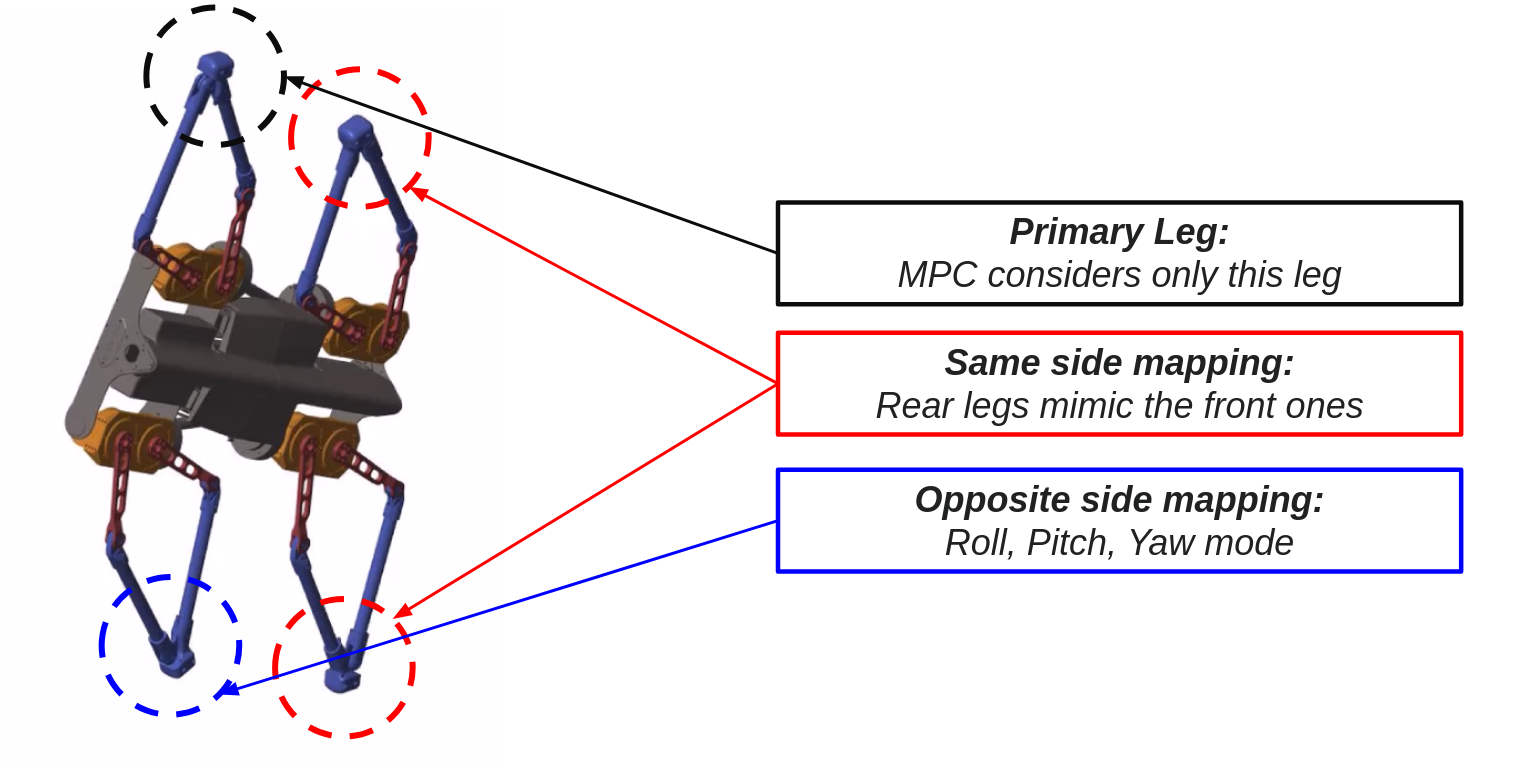 Primary Leg:
MPC considers only this leg
Same side mapping:
Rear legs mimic the front ones
Opposite side mapping:
Roll, Pitch, Yaw mode